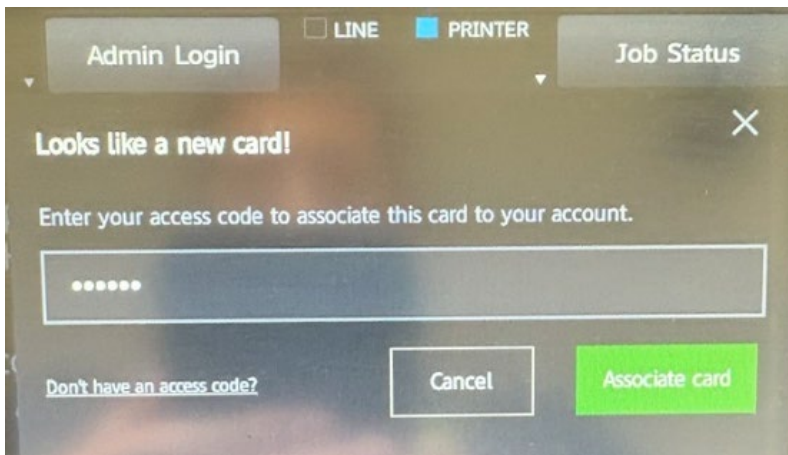 Admin Login
LINE
PRINTER
Job Status
Looks like a new card!
Enter your access code to associate this card to your account.
••••••
Don't have an access code?
Cancel
Associate card